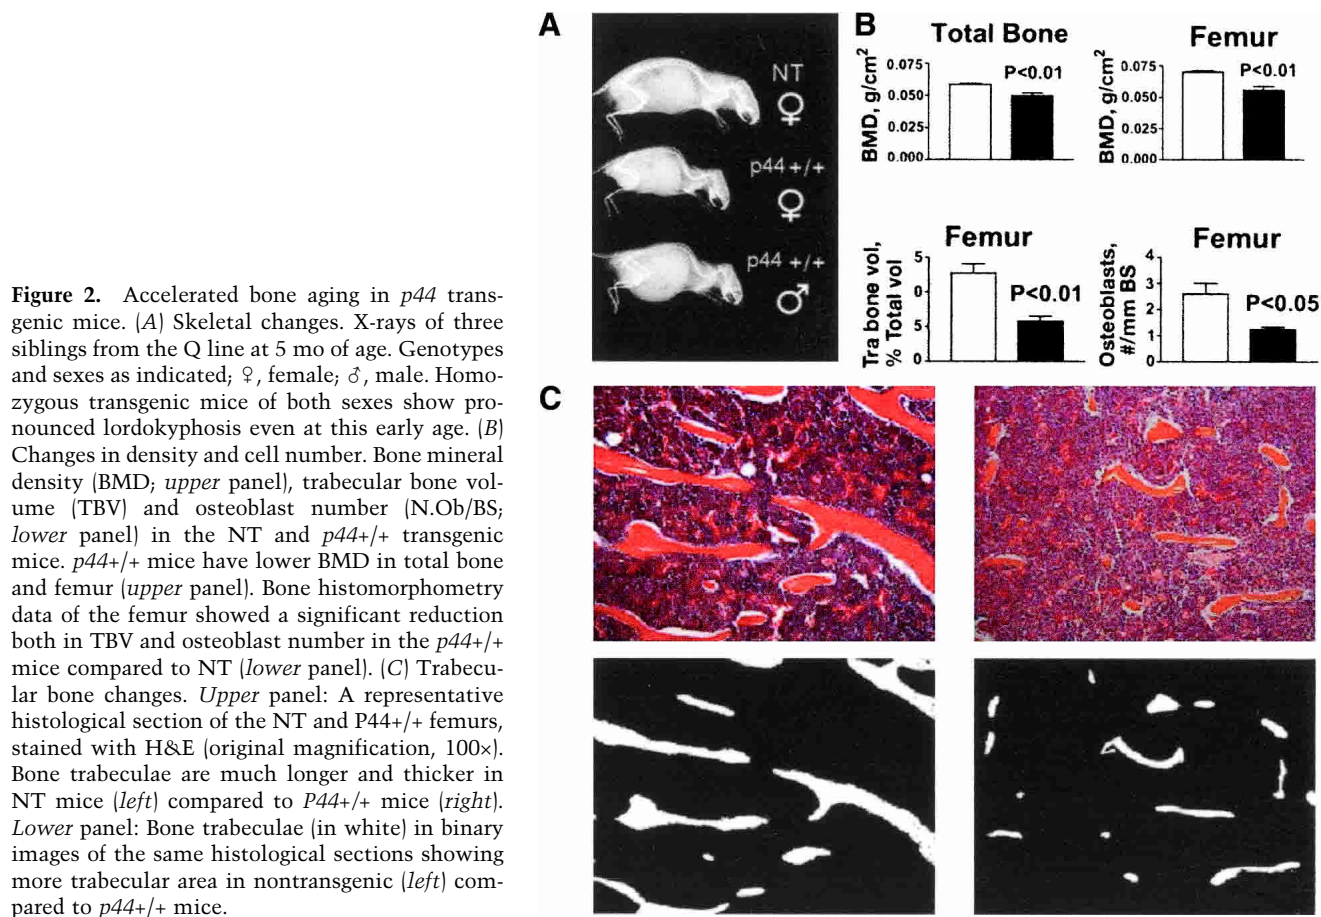 Figure 2. Accelerated bone aging in p44 trans-
genic mice. (A) Skeletal changes. X-rays of three
siblings from the Q line at 5 mo of age. Genotypes
and sexes as indicated; ♀, female; ♂, male. Homo-
zygous transgenic mice of both sexes show pro-
nounced lordokyphosis even at this early age. (B)
Changes in density and cell number. Bone mineral
density (BMD; upper panel), trabecular bone vol-
ume (TBV) and osteoblast number (N.Ob/BS;
lower panel) in the NT and p44+/+ transgenic
mice. p44+/+ mice have lower BMD in total bone
and femur (upper panel). Bone histomorphometry
data of the femur showed a significant reduction
both in TBV and osteoblast number in the p44+/+
mice compared to NT (lower panel). (C) Trabecu-
lar bone changes. Upper panel: A representative
histological section of the NT and P44+/+ femurs,
stained with H&E (original magnification, 100×).
Bone trabeculae are much longer and thicker in
NT mice (left) compared to P44+/+ mice (right).
Lower panel: Bone trabeculae (in white) in binary
images of the same histological sections showing
more trabecular area in nontransgenic (left) com-
pared to p44+/+ mice.
A
NT
♀
p44 +/+
♀
p44 +/+
♂
B
Total Bone
BMD, g/cm²
0.075
0.050
0.025
0.000
P<0.01
Femur
BMD, g/cm²
0.075
0.050
0.025
0.000
P<0.01
Femur
Tra bone vol,
% Total vol
5
0
5
0
P<0.01
Femur
Osteoblasts,
#/mm BS
4
3
2
1
0
P<0.05
C